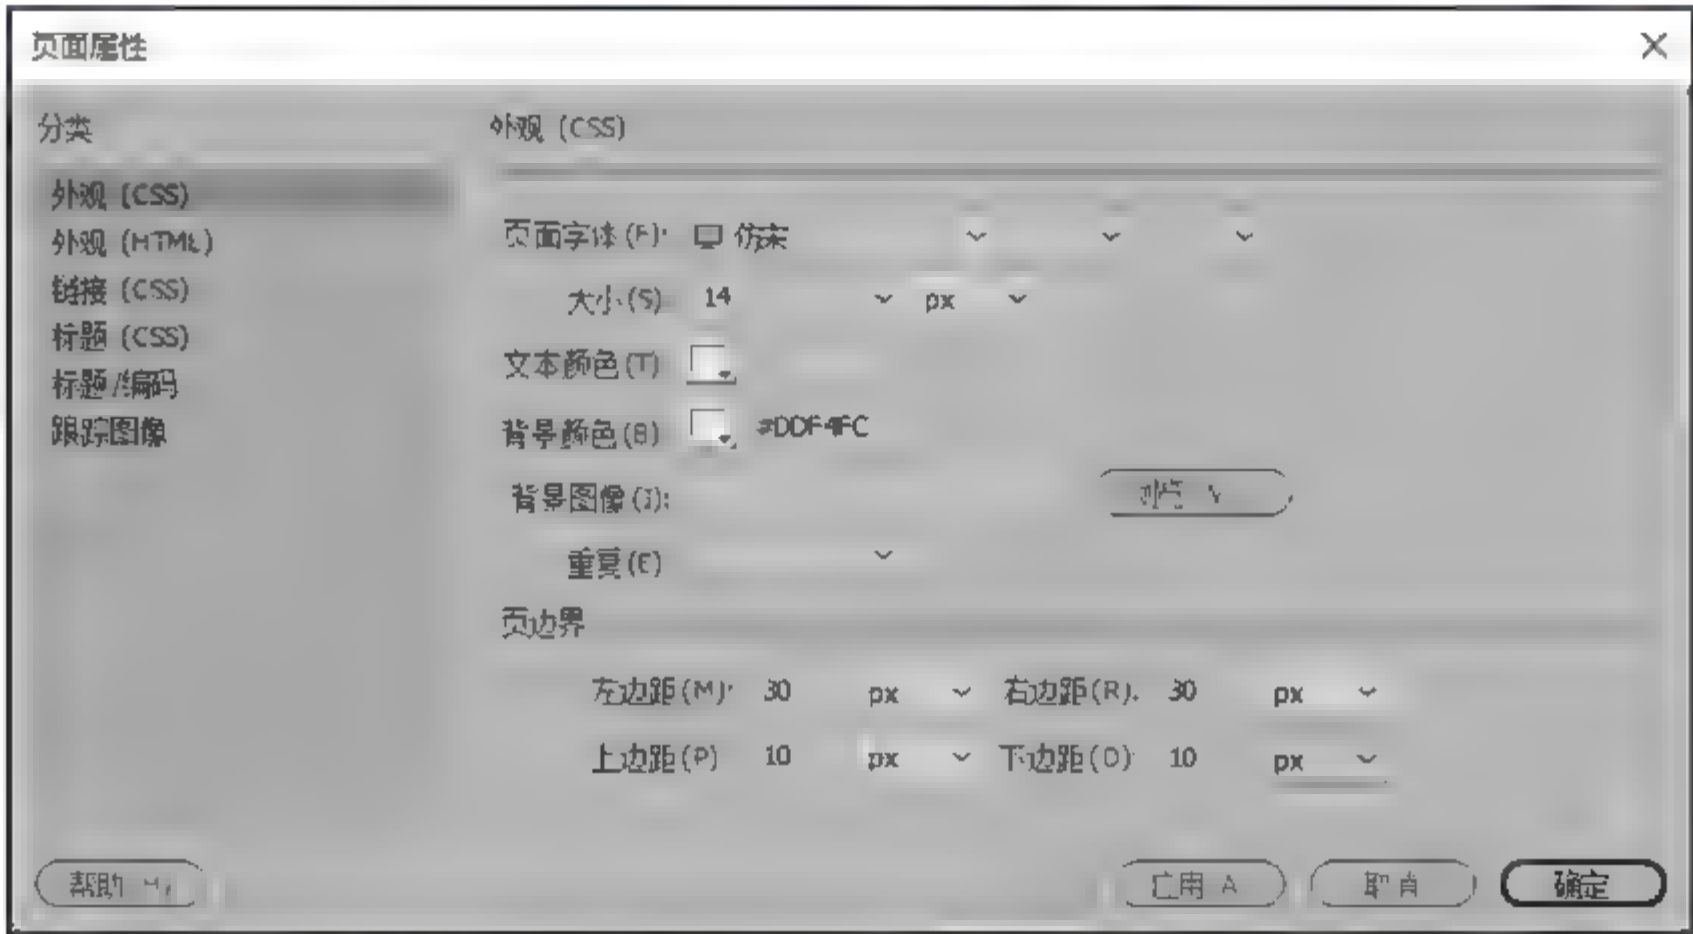 页面属性
分类
外观 (CSS)
外观 (HTML)
链接 (CSS)
标题 (CSS)
标题/编码
跟踪图像
外观 (CSS)
页面字体(F): 仿宋
大小(S) 14 px
文本颜色(T)
背景颜色(B) #DDF4FC
背景图像(I):
重复(E)
页边界
左边距(M): 30 px 右边距(R): 30 px
上边距(P) 10 px 下边距(O) 10 px
帮助 应用 A 取消 确定